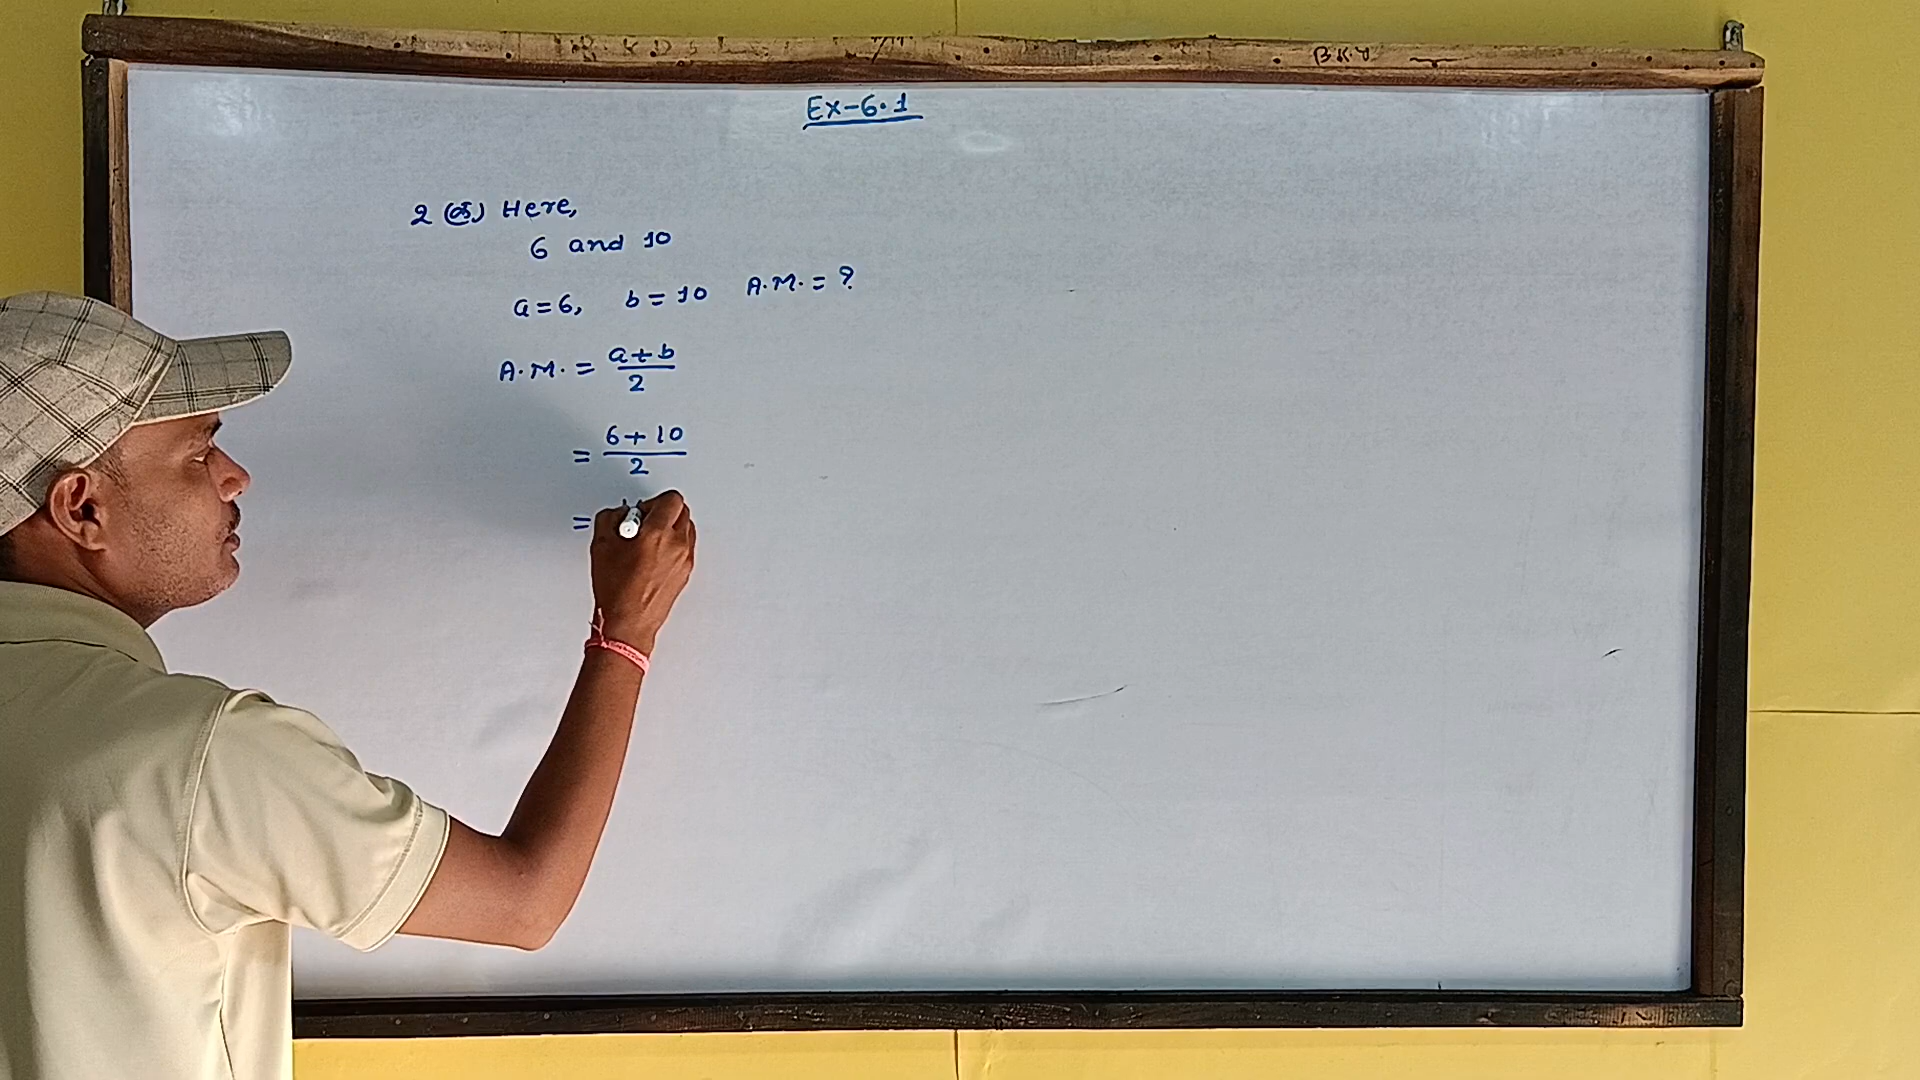 Ex-6.1
2 (क) Here,
6 and 10
a=6, b=10 A.M.=?
A.M. = a+b/2
= 6+10/2
=